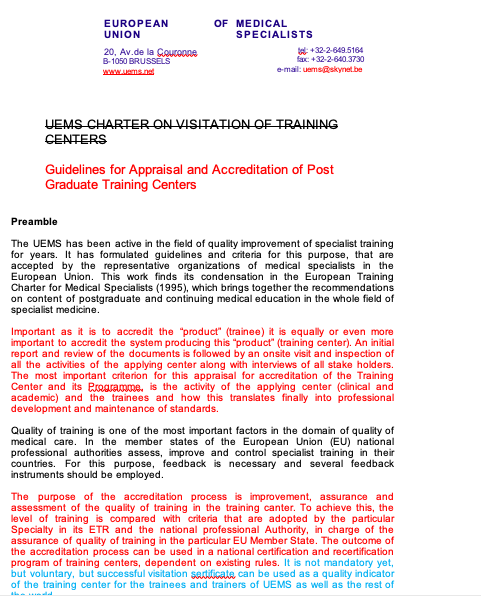 EUROPEAN UNION OF MEDICAL SPECIALISTS
20, Av.de la Couronne
B-1050 BRUSSELS
www.uems.net
tel: +32-2-649.5164
fax: +32-2-640.3730
e-mail: uems@skynet.be
UEMS CHARTER ON VISITATION OF TRAINING
CENTERS
Guidelines for Appraisal and Accreditation of Post
Graduate Training Centers
Preamble
The UEMS has been active in the field of quality improvement of specialist training
for years. It has formulated guidelines and criteria for this purpose, that are
accepted by the representative organizations of medical specialists in the
European Union. This work finds its condensation in the European Training
Charter for Medical Specialists (1995), which brings together the recommendations
on content of postgraduate and continuing medical education in the whole field of
specialist medicine.
Important as it is to accredit the “product” (trainee) it is equally or even more
important to accredit the system producing this “product” (training center). An initial
report and review of the documents is followed by an onsite visit and inspection of
all the activities of the applying center along with interviews of all stake holders.
The most important criterion for this appraisal for accreditation of the Training
Center and its Programme, is the activity of the applying center (clinical and
academic) and the trainees and how this translates finally into professional
development and maintenance of standards.
Quality of training is one of the most important factors in the domain of quality of
medical care. In the member states of the European Union (EU) national
professional authorities assess, improve and control specialist training in their
countries. For this purpose, feedback is necessary and several feedback
instruments should be employed.
The purpose of the accreditation process is improvement, assurance and
assessment of the quality of training in the training canter. To achieve this, the
level of training is compared with criteria that are adopted by the particular
Specialty in its ETR and the national professional Authority, in charge of the
assurance of quality of training in the particular EU Member State. The outcome of
the accreditation process can be used in a national certification and recertification
program of training centers, dependent on existing rules. It is not mandatory yet,
but voluntary, but successful visitation certificate can be used as a quality indicator
of the training center for the trainees and trainers of UEMS as well as the rest of
the world